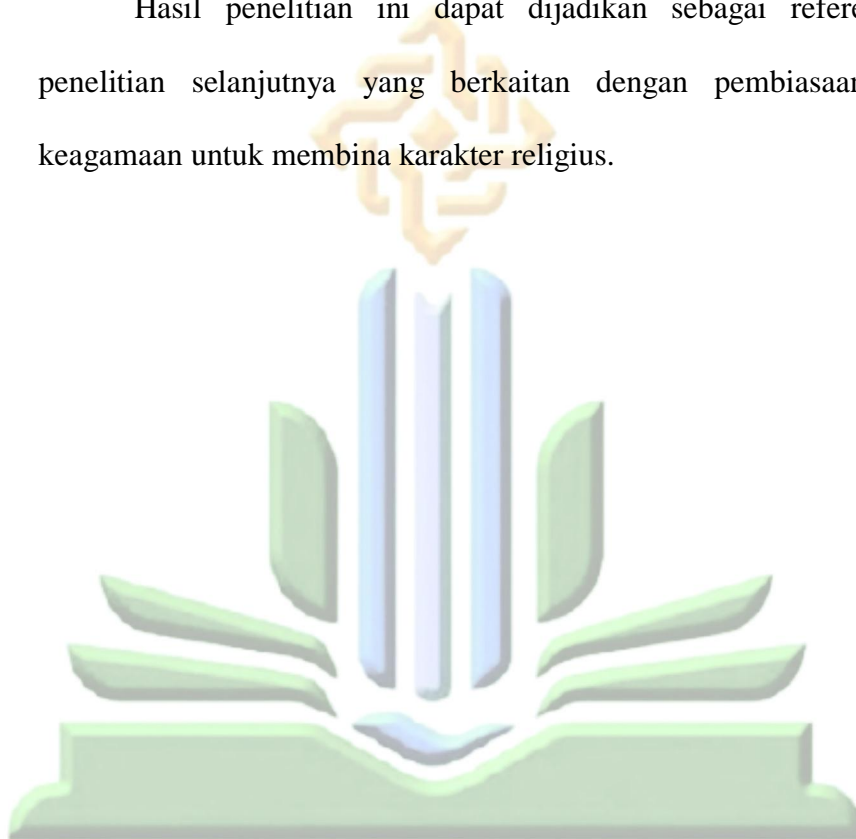 Hasil penelitian ini dapat dijadikan sebagai refere
penelitian selanjutnya yang berkaitan dengan pembiasaan
keagamaan untuk membina karakter religius.